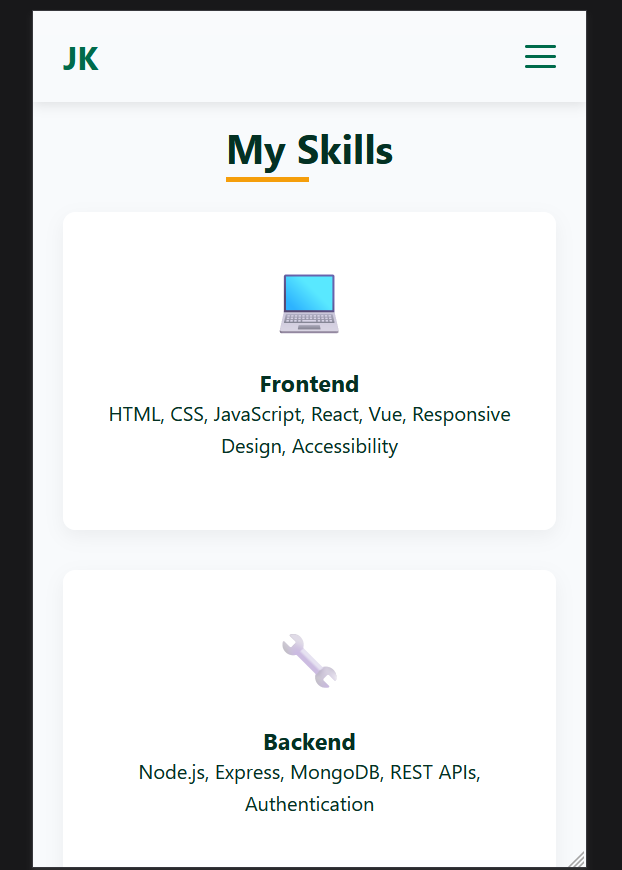 JK
My Skills
Frontend
HTML, CSS, JavaScript, React, Vue, Responsive
Design, Accessibility
Backend
Node.js, Express, MongoDB, REST APIs,
Authentication